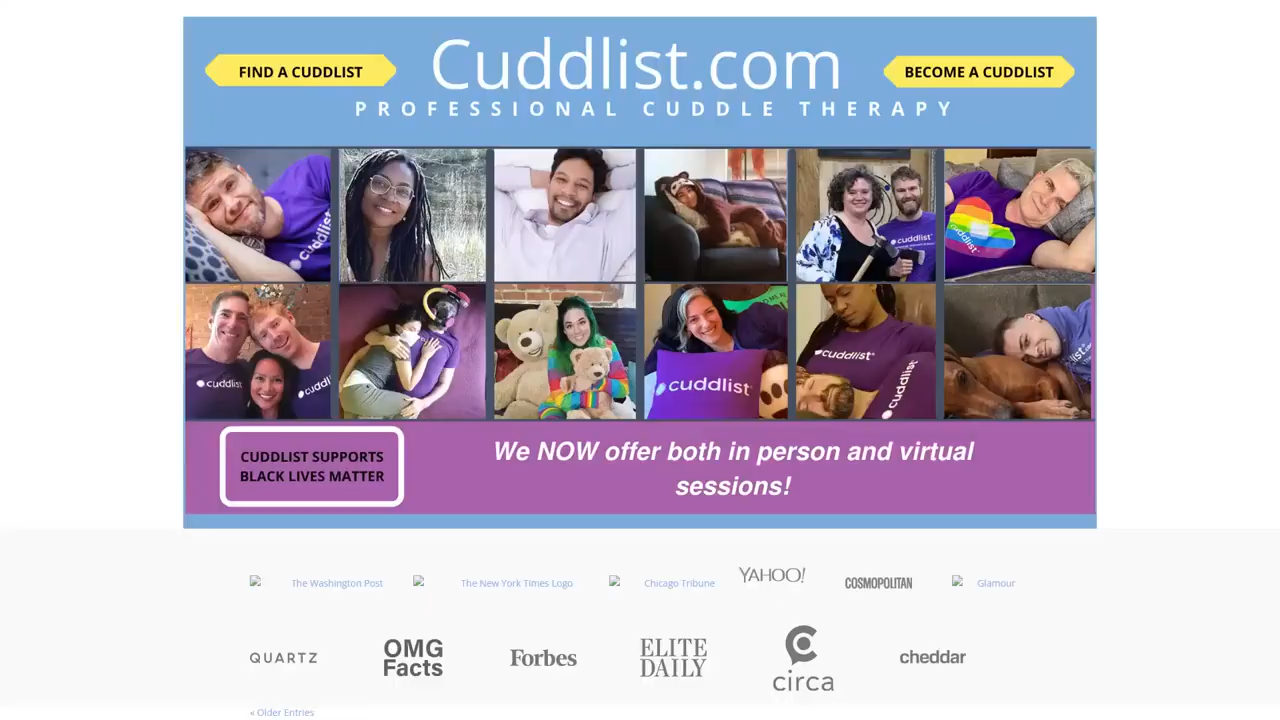 FIND A CUDDLIST
Cuddlist.com
BECOME A CUDDLIST
PROFESSIONAL CUDDLE THERAPY
cuddlist
cuddlist
cuddlist
cuddlist
cuddlist
cuddlist
CUDDLIST SUPPORTS
BLACK LIVES MATTER
We NOW offer both in person and virtual
sessions!
The Washington Post
The New York Times Logo
Chicago Tribune
YAHOO!
COSMOPOLITAN
Glamour
QUARTZ
OMG
Facts
Forbes
ELITE
DAILY
circa
cheddar
« Older Entries